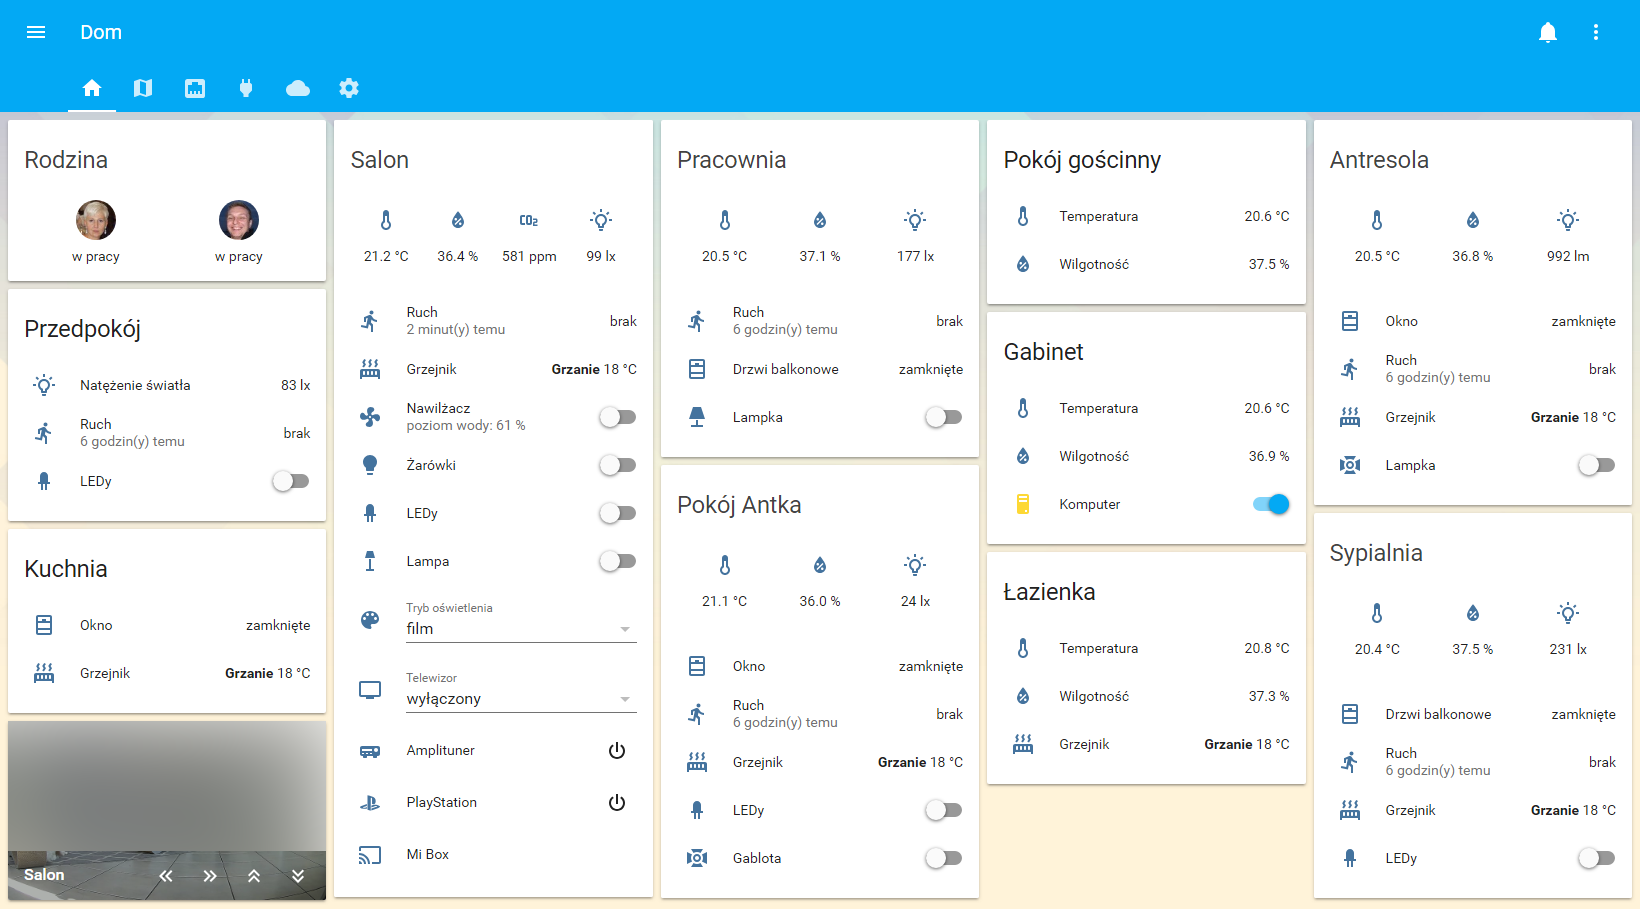 Dom
Rodzina
w pracy
w pracy
Przedpokój
Natężenie światła 83 lx
Ruch
6 godzin(y) temu
brak
LEDy
Kuchnia
Okno zamknięte
Grzejnik Grzanie 18 °C
Salon
Salon
21.2 °C 36.4 % 581 ppm 99 lx
CO₂
Ruch
2 minut(y) temu
brak
Grzejnik Grzanie 18 °C
Nawilżacz
poziom wody: 61 %
Żarówki
LEDy
Lampa
Tryb oświetlenia
film
Telewizor
wyłączony
Amplituner
PlayStation
Mi Box
Pracownia
20.5 °C 37.1 % 177 lx
Ruch
6 godzin(y) temu
brak
Drzwi balkonowe zamknięte
Lampka
Pokój Antka
21.1 °C 36.0 % 24 lx
Okno zamknięte
Ruch
6 godzin(y) temu
brak
Grzejnik Grzanie 18 °C
LEDy
Gablota
Pokój gościnny
Temperatura 20.6 °C
Wilgotność 37.5 %
Gabinet
Temperatura 20.6 °C
Wilgotność 36.9 %
Komputer
Łazienka
Temperatura 20.8 °C
Wilgotność 37.3 %
Grzejnik Grzanie 18 °C
Antresola
20.5 °C 36.8 % 992 lm
Okno zamknięte
Ruch
6 godzin(y) temu
brak
Grzejnik Grzanie 18 °C
Lampka
Sypialnia
20.4 °C 37.5 % 231 lx
Drzwi balkonowe zamknięte
Ruch
6 godzin(y) temu
brak
Grzejnik Grzanie 18 °C
LEDy